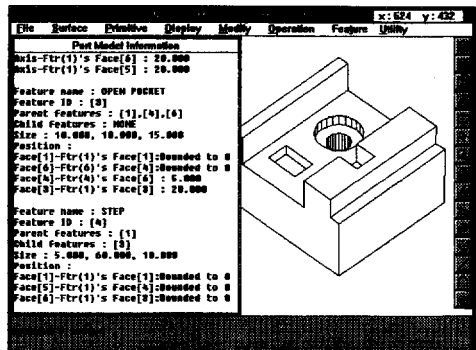 x: 624 y: 432
File Surface Primitive Display Modify Operation Feature Utility
Part Model Information
Axis-Ftr(1)'s Face[6] : 20.000
Axis-Ftr(1)'s Face[5] : 20.000
Feature name : OPEN POCKET
Feature ID : [3]
Parent features : [1],[4],[6]
Child features : NONE
Size : 10.000, 10.000, 15.000
Position :
Face[1]-Ftr(1)'s Face[1]:Bounded to 0
Face[6]-Ftr(6)'s Face[4]:Bounded to 0
Face[4]-Ftr(4)'s Face[6] : 5.000
Face[3]-Ftr(1)'s Face[3] : 20.000
Feature name : STEP
Feature ID : [4]
Parent features : [1]
Child features : [3]
Size : 5.000, 60.000, 10.000
Position :
Face[1]-Ftr(1)'s Face[1]:Bounded to 0
Face[5]-Ftr(1)'s Face[4]:Bounded to 0
Face[6]-Ftr(1)'s Face[3]:Bounded to 0